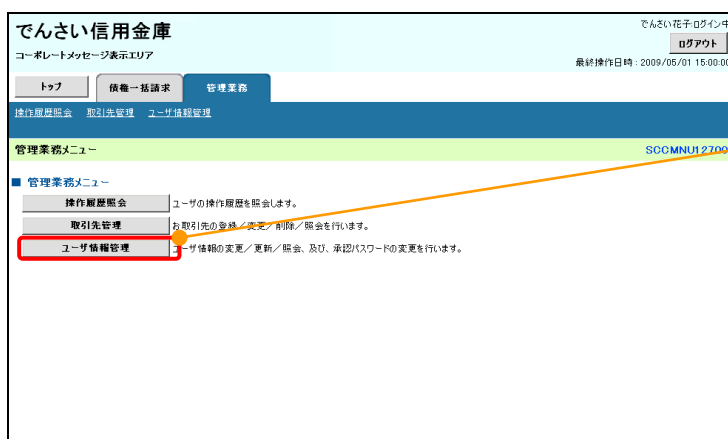 でんさい信用金庫
コーポレートメッセージ表示エリア
でんさい花子:ログイン中
ログアウト
最終操作日時：2009/05/01 15:00:00
トップ 債権一括請求 管理業務
操作履歴照会 取引先管理 ユーザ情報管理
管理業務メニュー SCCMNU12700
■ 管理業務メニュー
操作履歴照会 ユーザの操作履歴を照会します。
取引先管理 お取引先の登録／変更／削除／照会を行います。
ユーザ情報管理 ユーザ情報の変更／更新／照会、及び、承認パスワードの変更を行います。